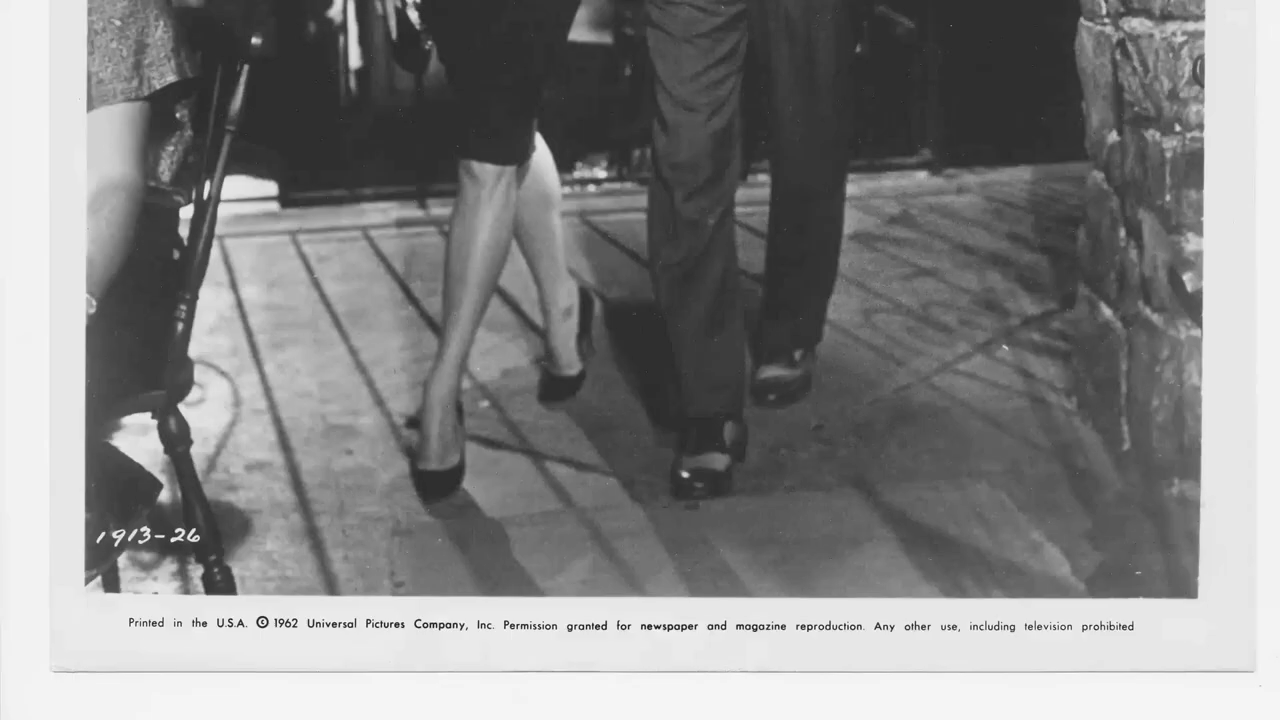 1913-26
Printed in the U.S.A. © 1962 Universal Pictures Company, Inc. Permission granted for newspaper and magazine reproduction. Any other use, including television prohibited